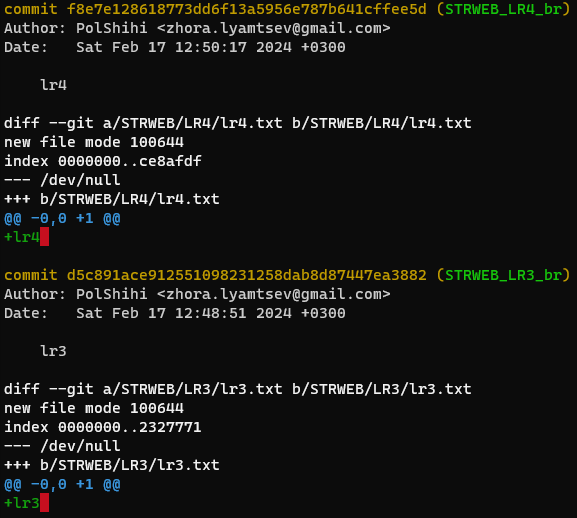 commit f8e7e128618773dd6f13a5956e787b641cffee5d (STRWEB_LR4_br)
Author: PolShihi <zhora.lyamtsev@gmail.com>
Date:   Sat Feb 17 12:50:17 2024 +0300
    lr4
diff --git a/STRWEB/LR4/lr4.txt b/STRWEB/LR4/lr4.txt
new file mode 100644
index 0000000..ce8afdf
--- /dev/null
+++ b/STRWEB/LR4/lr4.txt
@@ -0,0 +1 @@
+lr4
commit d5c891ace912551098231258dab8d87447ea3882 (STRWEB_LR3_br)
Author: PolShihi <zhora.lyamtsev@gmail.com>
Date:   Sat Feb 17 12:48:51 2024 +0300
    lr3
diff --git a/STRWEB/LR3/lr3.txt b/STRWEB/LR3/lr3.txt
new file mode 100644
index 0000000..2327771
--- /dev/null
+++ b/STRWEB/LR3/lr3.txt
@@ -0,0 +1 @@
+lr3